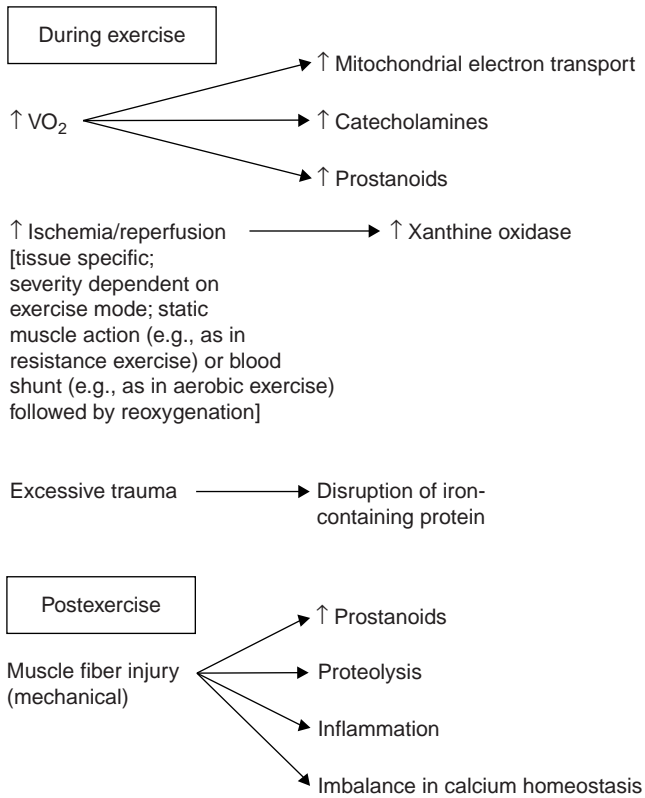 During exercise
↑ Mitochondrial electron transport
↑ VO₂
↑ Catecholamines
↑ Prostanoids
↑ Ischemia/reperfusion
↑ Xanthine oxidase
[tissue specific;
severity dependent on
exercise mode; static
muscle action (e.g., as in
resistance exercise) or blood
shunt (e.g., as in aerobic exercise)
followed by reoxygenation]
Excessive trauma
Disruption of iron-
containing protein
Postexercise
↑ Prostanoids
Muscle fiber injury
(mechanical)
Proteolysis
Inflammation
Imbalance in calcium homeostasis